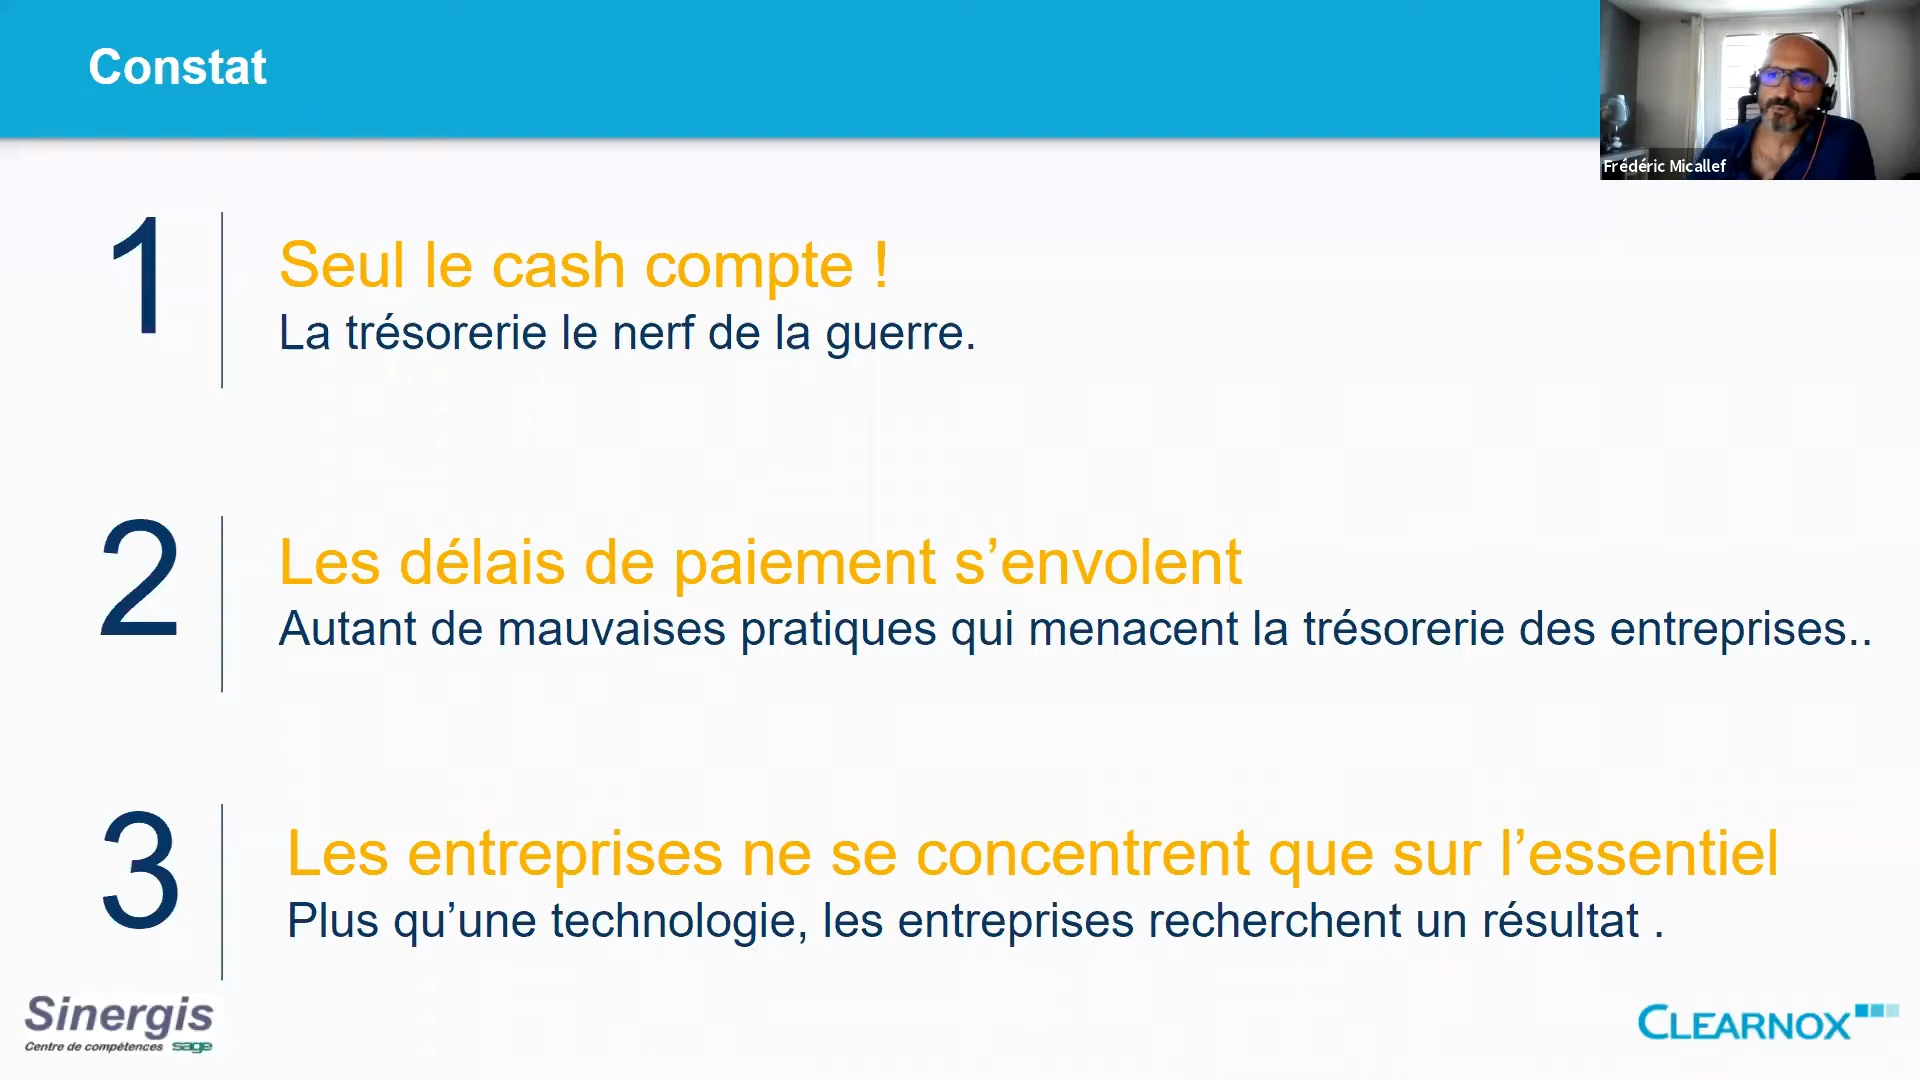 Constat
Frédéric Micallef
1
Seul le cash compte !
La trésorerie le nerf de la guerre.
2
Les délais de paiement s’envolent
Autant de mauvaises pratiques qui menacent la trésorerie des entreprises..
3
Les entreprises ne se concentrent que sur l’essentiel
Plus qu’une technologie, les entreprises recherchent un résultat .
Sinergis
Centre de compétences sage
CLEARNOX